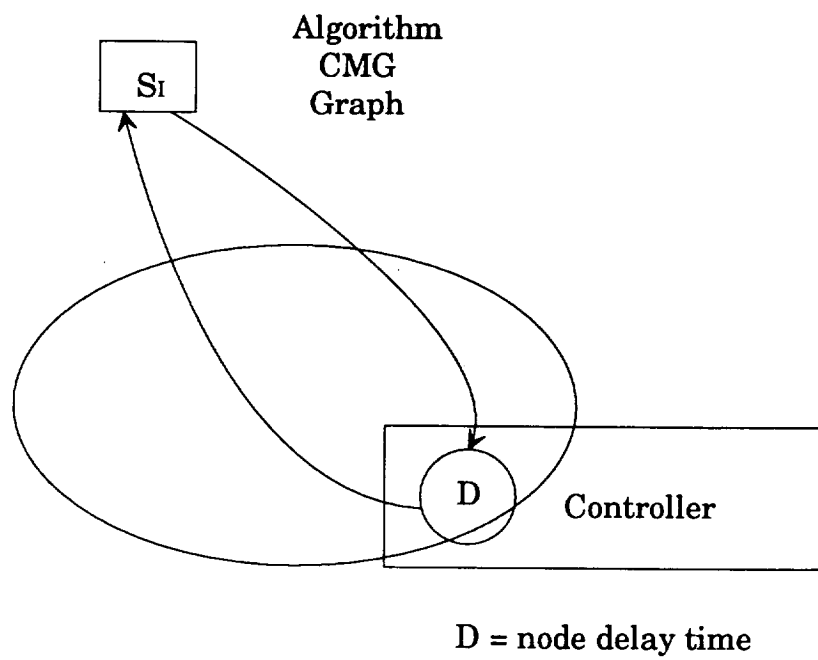 Algorithm
CMG
Graph
SI
D
Controller
D = node delay time